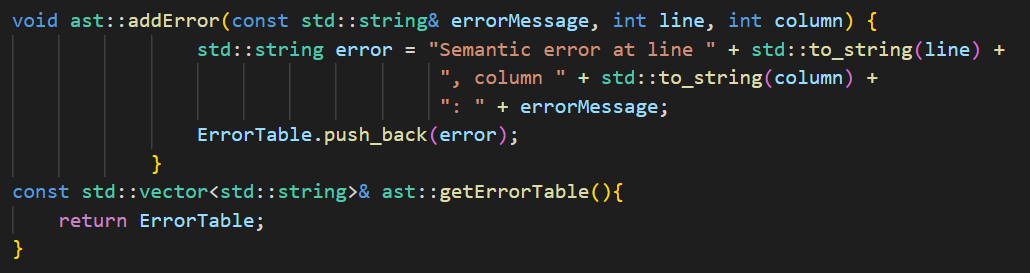 void ast::addError(const std::string& errorMessage, int line, int column) {
                std::string error = "Semantic error at line " + std::to_string(line) +
                                     ", column " + std::to_string(column) +
                                     ": " + errorMessage;
                ErrorTable.push_back(error);
            }
const std::vector<std::string>& ast::getErrorTable(){
    return ErrorTable;
}